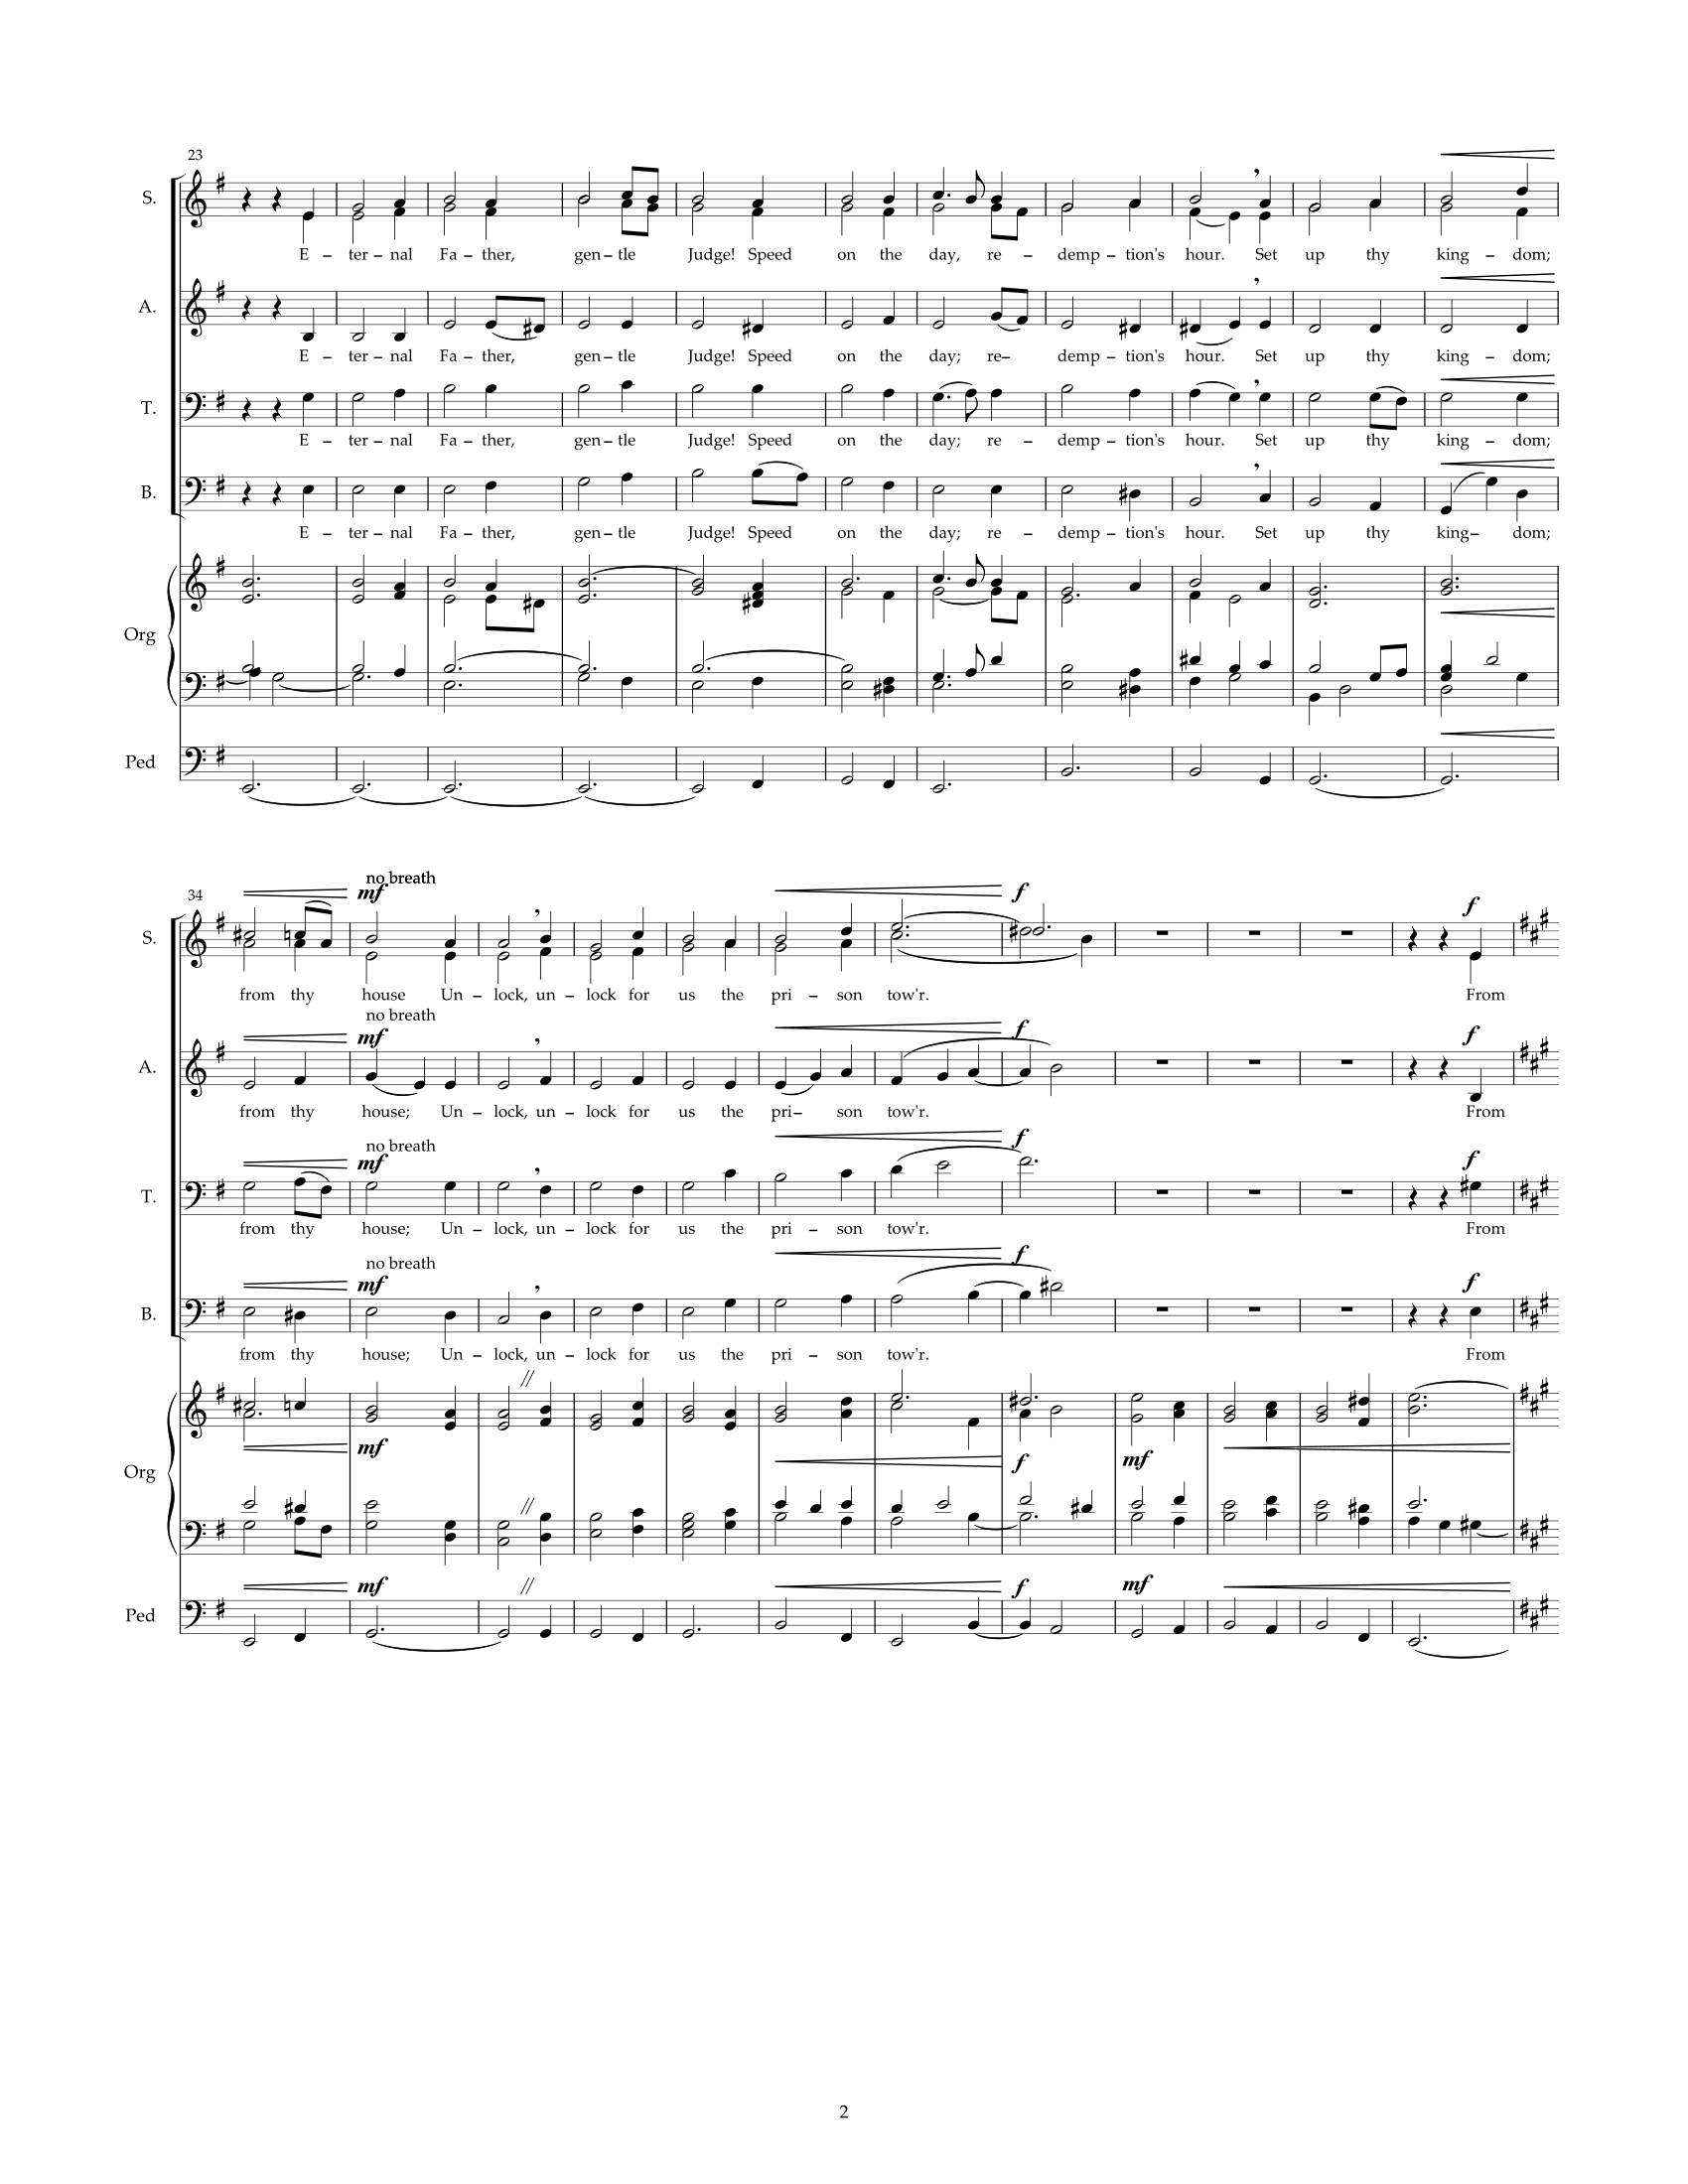 23
S.
E – ter – nal Fa – ther, gen – tle Judge! Speed on the day, re – demp – tion's hour. Set up thy king – dom;
A.
E – ter – nal Fa – ther, gen – tle Judge! Speed on the day; re– demp – tion's hour. Set up thy king – dom;
T.
E – ter – nal Fa – ther, gen – tle Judge! Speed on the day; re – demp – tion's hour. Set up thy king – dom;
B.
E – ter – nal Fa – ther, gen – tle Judge! Speed on the day; re – demp – tion's hour. Set up thy king– dom;
Org
Ped
no breath
34 mf f f
S.
from thy house Un – lock, un – lock for us the pri – son tow'r. From
no breath
mf f f
A.
from thy house; Un – lock, un – lock for us the pri– son tow'r. From
no breath
mf f f
T.
from thy house; Un – lock, un – lock for us the pri – son tow'r. From
no breath
mf f f
B.
from thy house; Un – lock, un – lock for us the pri – son tow'r. From
mf f mf
Org
mf f mf
Ped
2